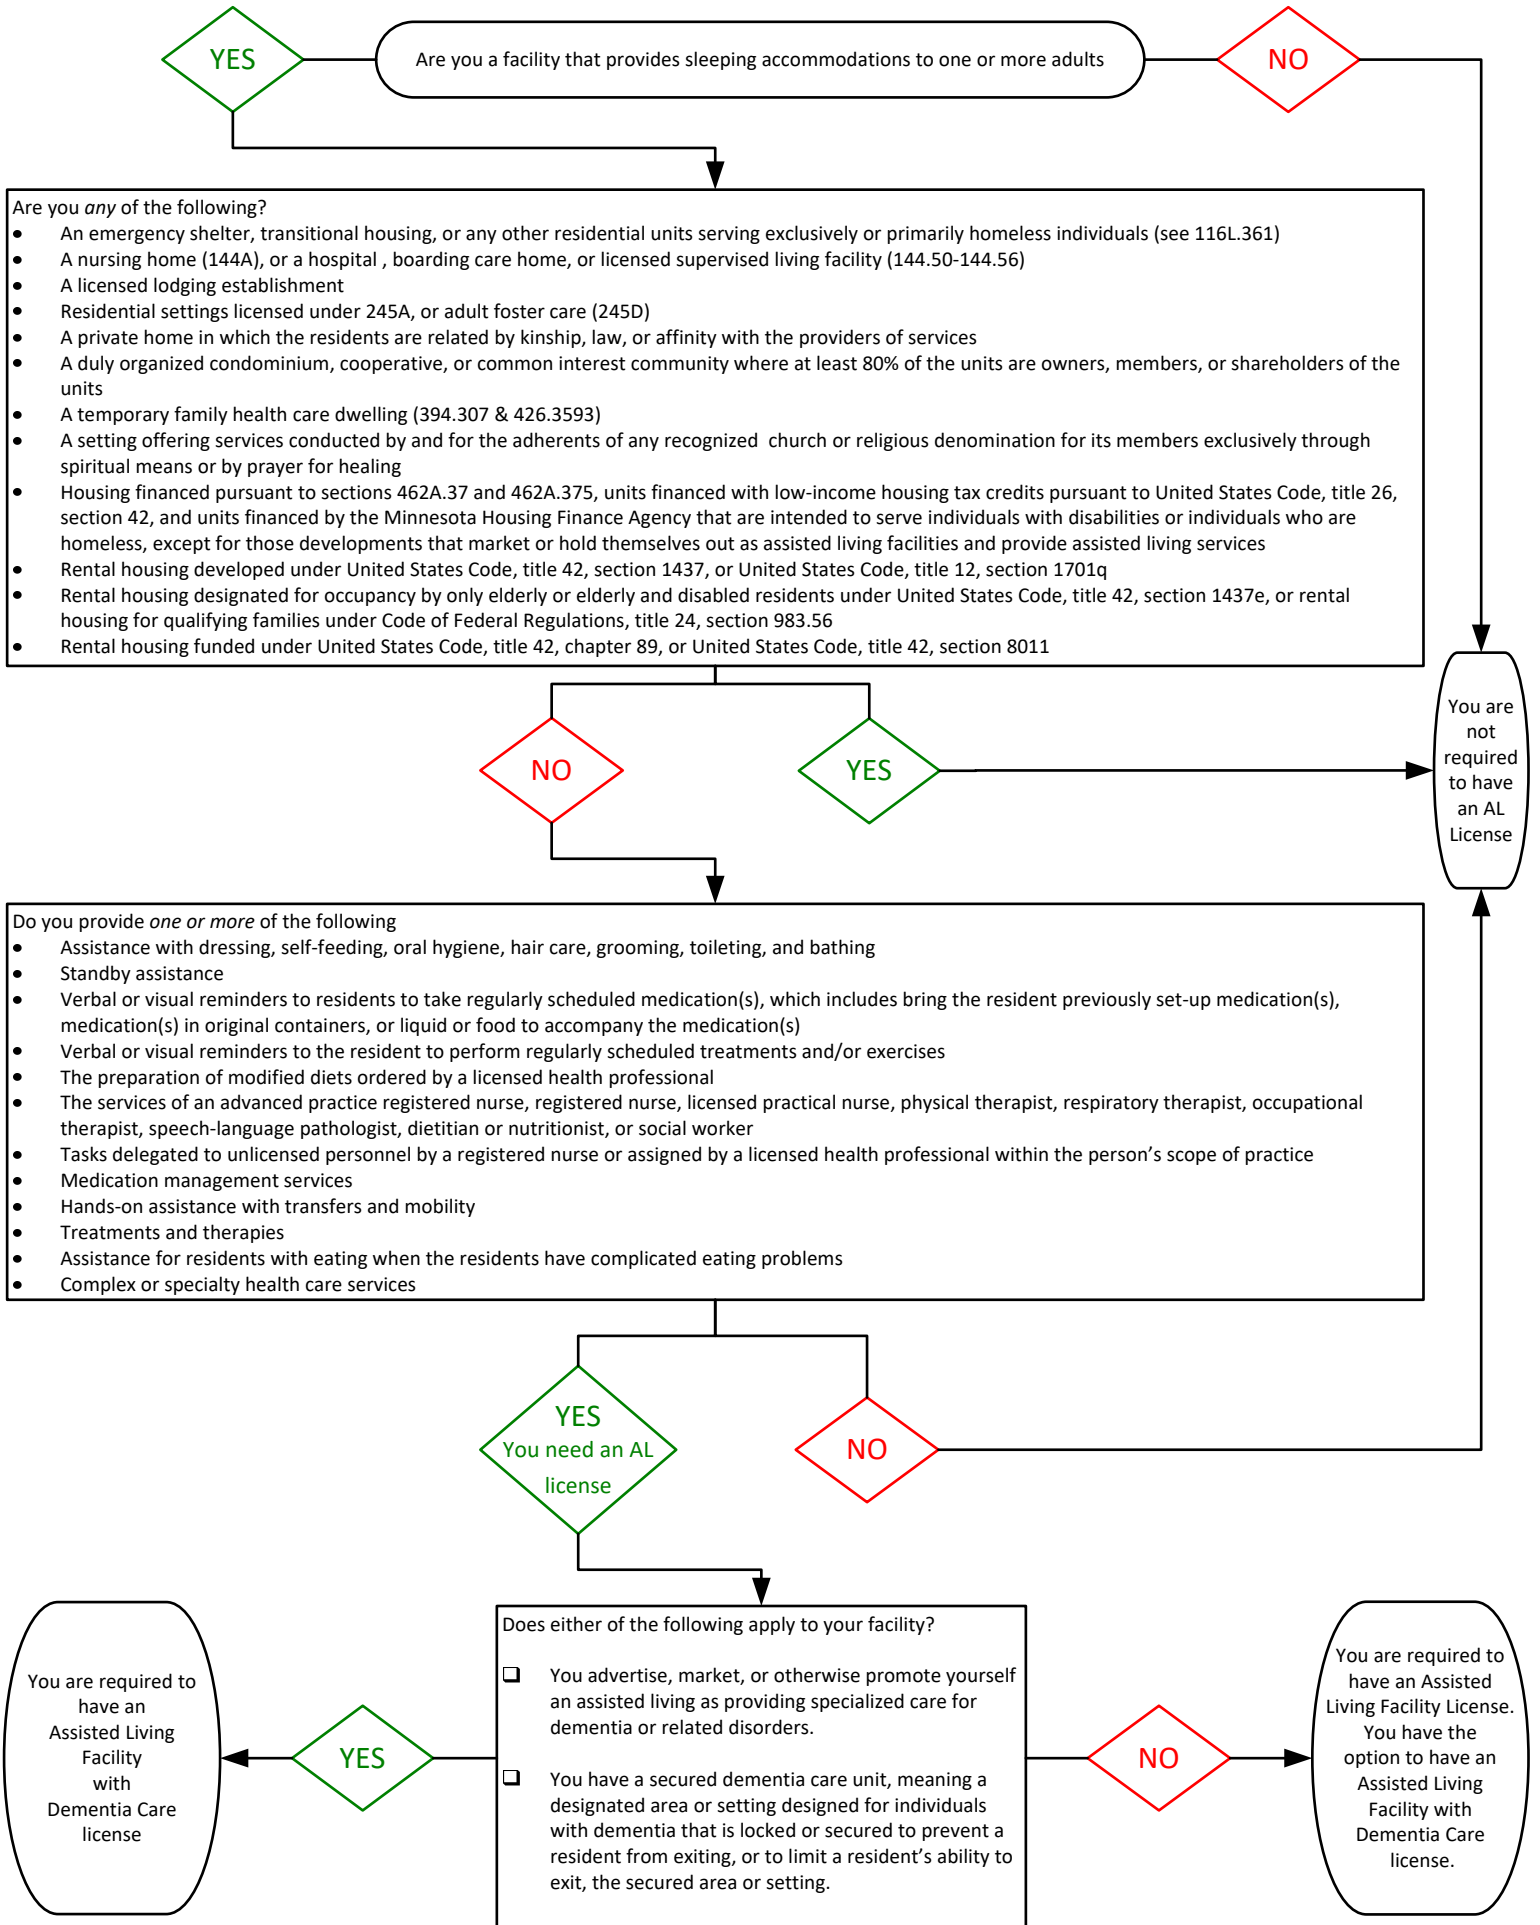 YES
Are you a facility that provides sleeping accommodations to one or more adults
NO
Are you any of the following?
• An emergency shelter, transitional housing, or any other residential units serving exclusively or primarily homeless individuals (see 116L.361)
• A nursing home (144A), or a hospital , boarding care home, or licensed supervised living facility (144.50-144.56)
• A licensed lodging establishment
• Residential settings licensed under 245A, or adult foster care (245D)
• A private home in which the residents are related by kinship, law, or affinity with the providers of services
• A duly organized condominium, cooperative, or common interest community where at least 80% of the units are owners, members, or shareholders of the
units
• A temporary family health care dwelling (394.307 & 426.3593)
• A setting offering services conducted by and for the adherents of any recognized church or religious denomination for its members exclusively through
spiritual means or by prayer for healing
• Housing financed pursuant to sections 462A.37 and 462A.375, units financed with low-income housing tax credits pursuant to United States Code, title 26,
section 42, and units financed by the Minnesota Housing Finance Agency that are intended to serve individuals with disabilities or individuals who are
homeless, except for those developments that market or hold themselves out as assisted living facilities and provide assisted living services
• Rental housing developed under United States Code, title 42, section 1437, or United States Code, title 12, section 1701q
• Rental housing designated for occupancy by only elderly or elderly and disabled residents under United States Code, title 42, section 1437e, or rental
housing for qualifying families under Code of Federal Regulations, title 24, section 983.56
• Rental housing funded under United States Code, title 42, chapter 89, or United States Code, title 42, section 8011
NO
YES
You are
not
required
to have
an AL
License
Do you provide one or more of the following
• Assistance with dressing, self-feeding, oral hygiene, hair care, grooming, toileting, and bathing
• Standby assistance
• Verbal or visual reminders to residents to take regularly scheduled medication(s), which includes bring the resident previously set-up medication(s),
medication(s) in original containers, or liquid or food to accompany the medication(s)
• Verbal or visual reminders to the resident to perform regularly scheduled treatments and/or exercises
• The preparation of modified diets ordered by a licensed health professional
• The services of an advanced practice registered nurse, registered nurse, licensed practical nurse, physical therapist, respiratory therapist, occupational
therapist, speech-language pathologist, dietitian or nutritionist, or social worker
• Tasks delegated to unlicensed personnel by a registered nurse or assigned by a licensed health professional within the person’s scope of practice
• Medication management services
• Hands-on assistance with transfers and mobility
• Treatments and therapies
• Assistance for residents with eating when the residents have complicated eating problems
• Complex or specialty health care services
YES
You need an AL
license
NO
You are required to
have an
Assisted Living
Facility
with
Dementia Care
license
YES
Does either of the following apply to your facility?
❑ You advertise, market, or otherwise promote yourself
an assisted living as providing specialized care for
dementia or related disorders.
❑ You have a secured dementia care unit, meaning a
designated area or setting designed for individuals
with dementia that is locked or secured to prevent a
resident from exiting, or to limit a resident’s ability to
exit, the secured area or setting.
NO
You are required to
have an Assisted
Living Facility License.
You have the
option to have an
Assisted Living
Facility with
Dementia Care
license.